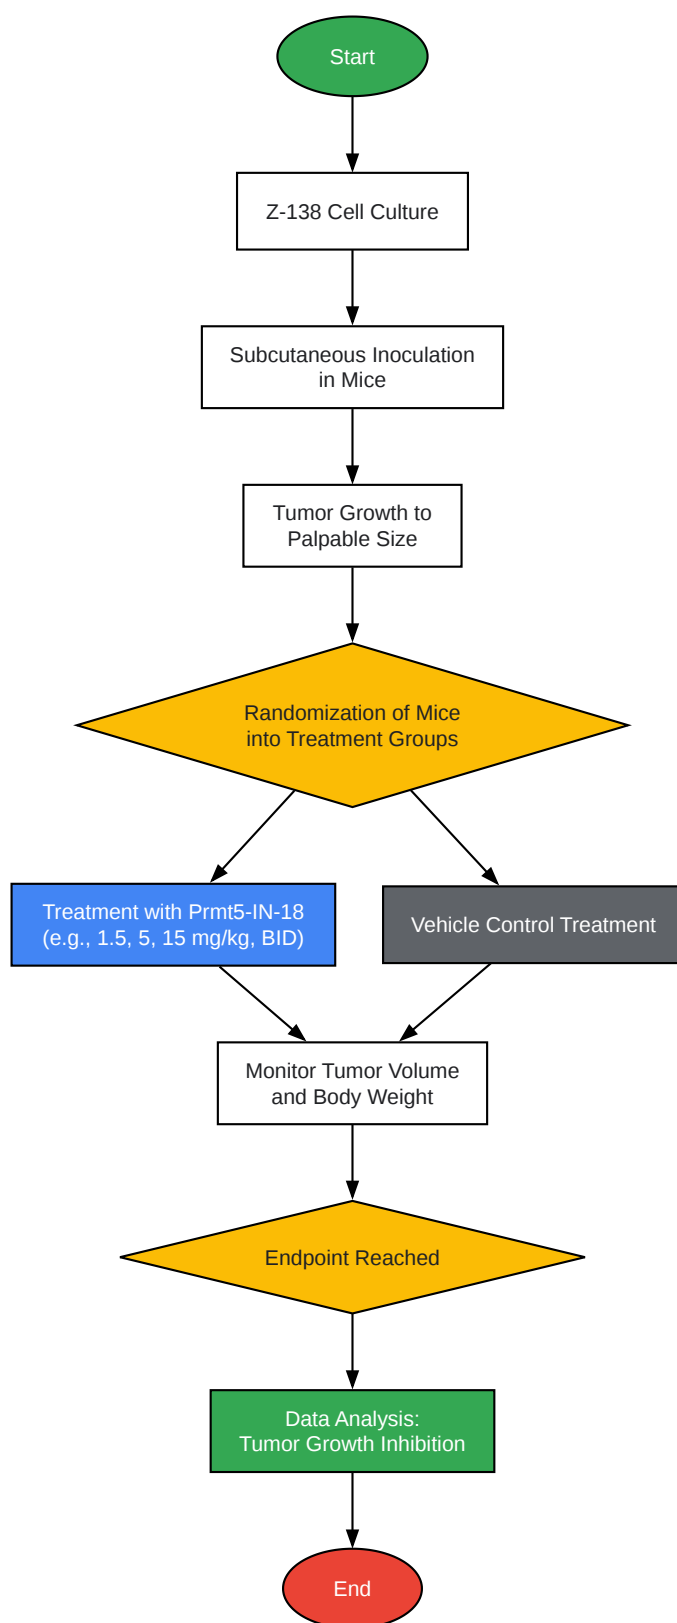 Start
Z-138 Cell Culture
Subcutaneous Inoculation
in Mice
Tumor Growth to
Palpable Size
Randomization of Mice
into Treatment Groups
Treatment with Prmt5-IN-18
(e.g., 1.5, 5, 15 mg/kg, BID)
Vehicle Control Treatment
Monitor Tumor Volume
and Body Weight
Endpoint Reached
Data Analysis:
Tumor Growth Inhibition
End